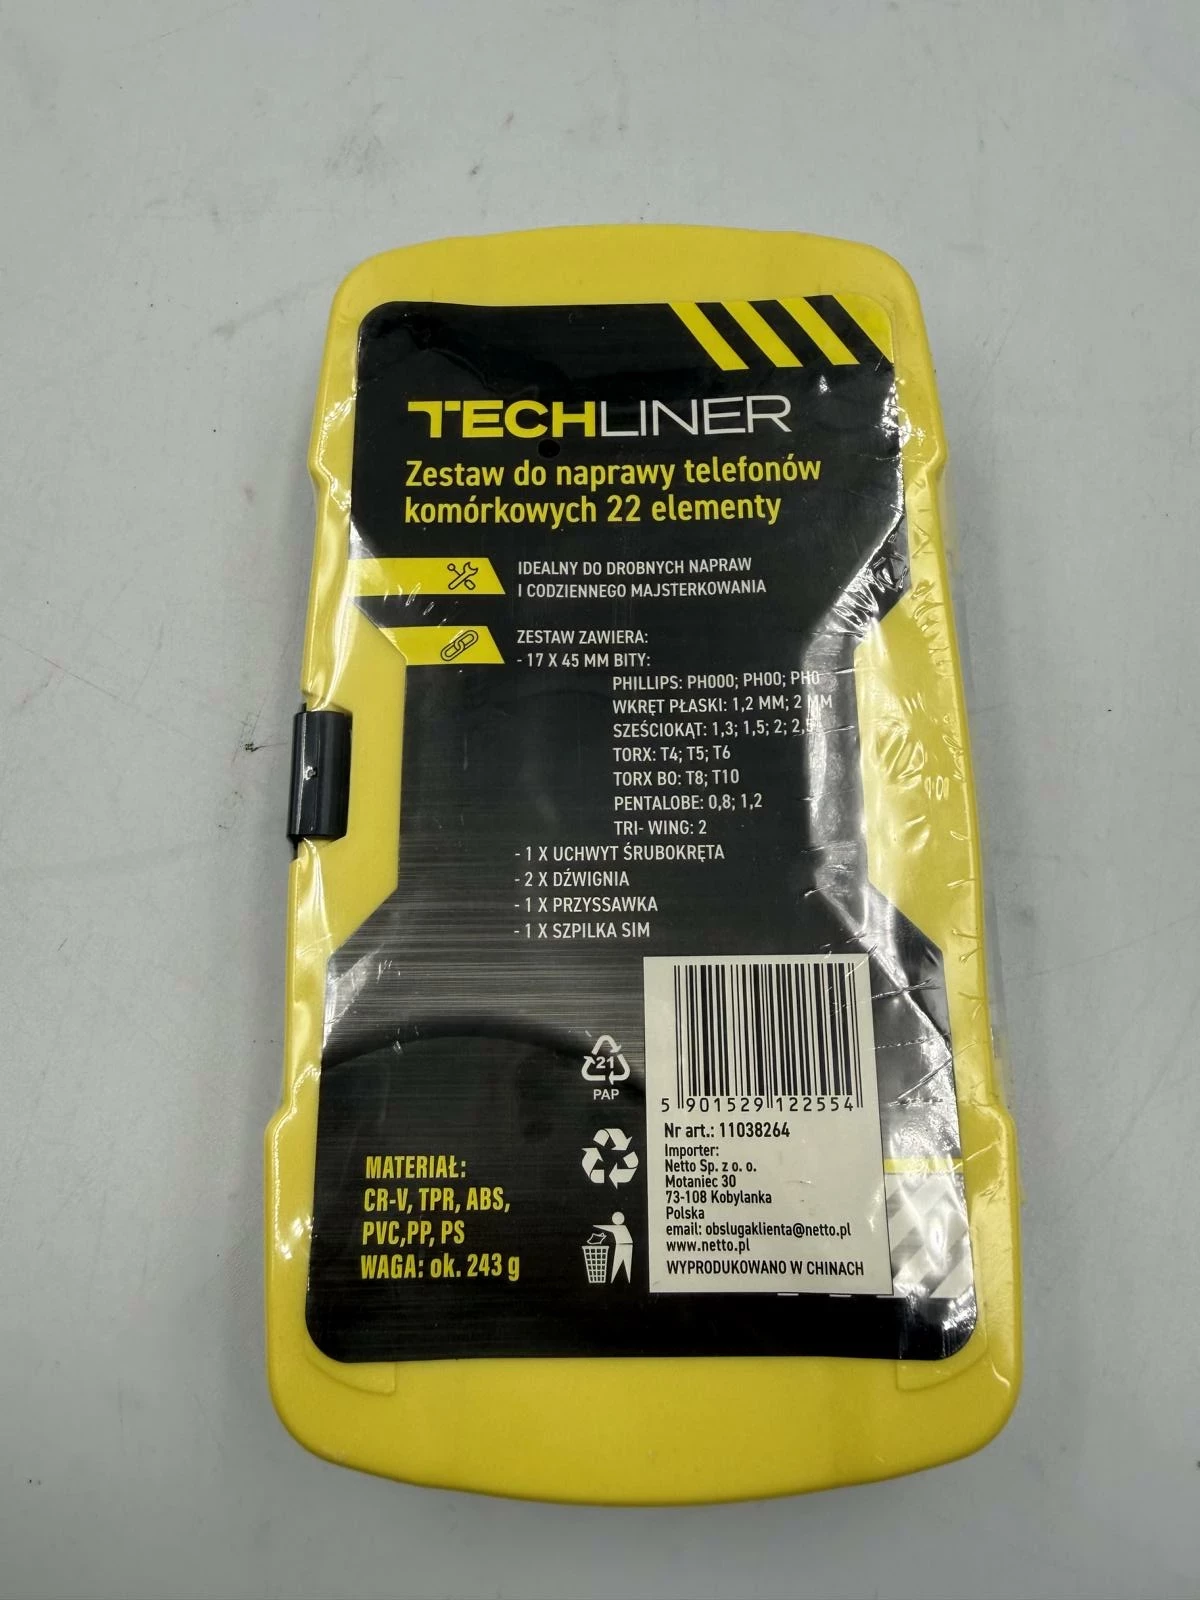 TECHLINER
Zestaw do naprawy telefonów
komórkowych 22 elementy
IDEALNY DO DROBNYCH NAPRAW
I CODZIENNEGO MAJSTERKOWANIA
ZESTAW ZAWIERA:
- 17 X 45 MM BITY:
PHILLIPS: PH000; PH00; PH0
WKRĘT PŁASKI: 1,2 MM; 2 MM
SZEŚCIOKĄT: 1,3; 1,5; 2; 2,5
TORX: T4; T5; T6
TORX BO: T8; T10
PENTALOBE: 0,8; 1,2
TRI- WING: 2
- 1 X UCHWYT ŚRUBOKRĘTA
- 2 X DŹWIGNIA
- 1 X PRZYSSAWKA
- 1 X SZPILKA SIM
21
PAP
MATERIAŁ:
CR-V, TPR, ABS,
PVC,PP, PS
WAGA: ok. 243 g
5 901529 122554
Nr art.: 11038264
Importer:
Netto Sp. z o. o.
Motaniec 30
73-108 Kobylanka
Polska
email: obslugaklienta@netto.pl
www.netto.pl
WYPRODUKOWANO W CHINACH